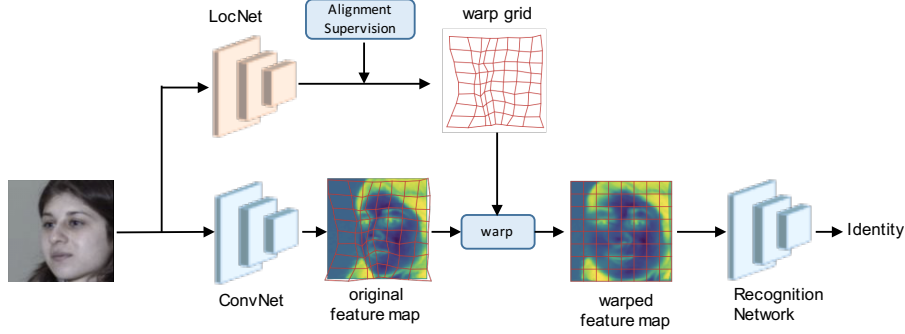 LocNet
Alignment
Supervision
warp grid
warp
Identity
ConvNet
original
feature map
warped
feature map
Recognition
Network